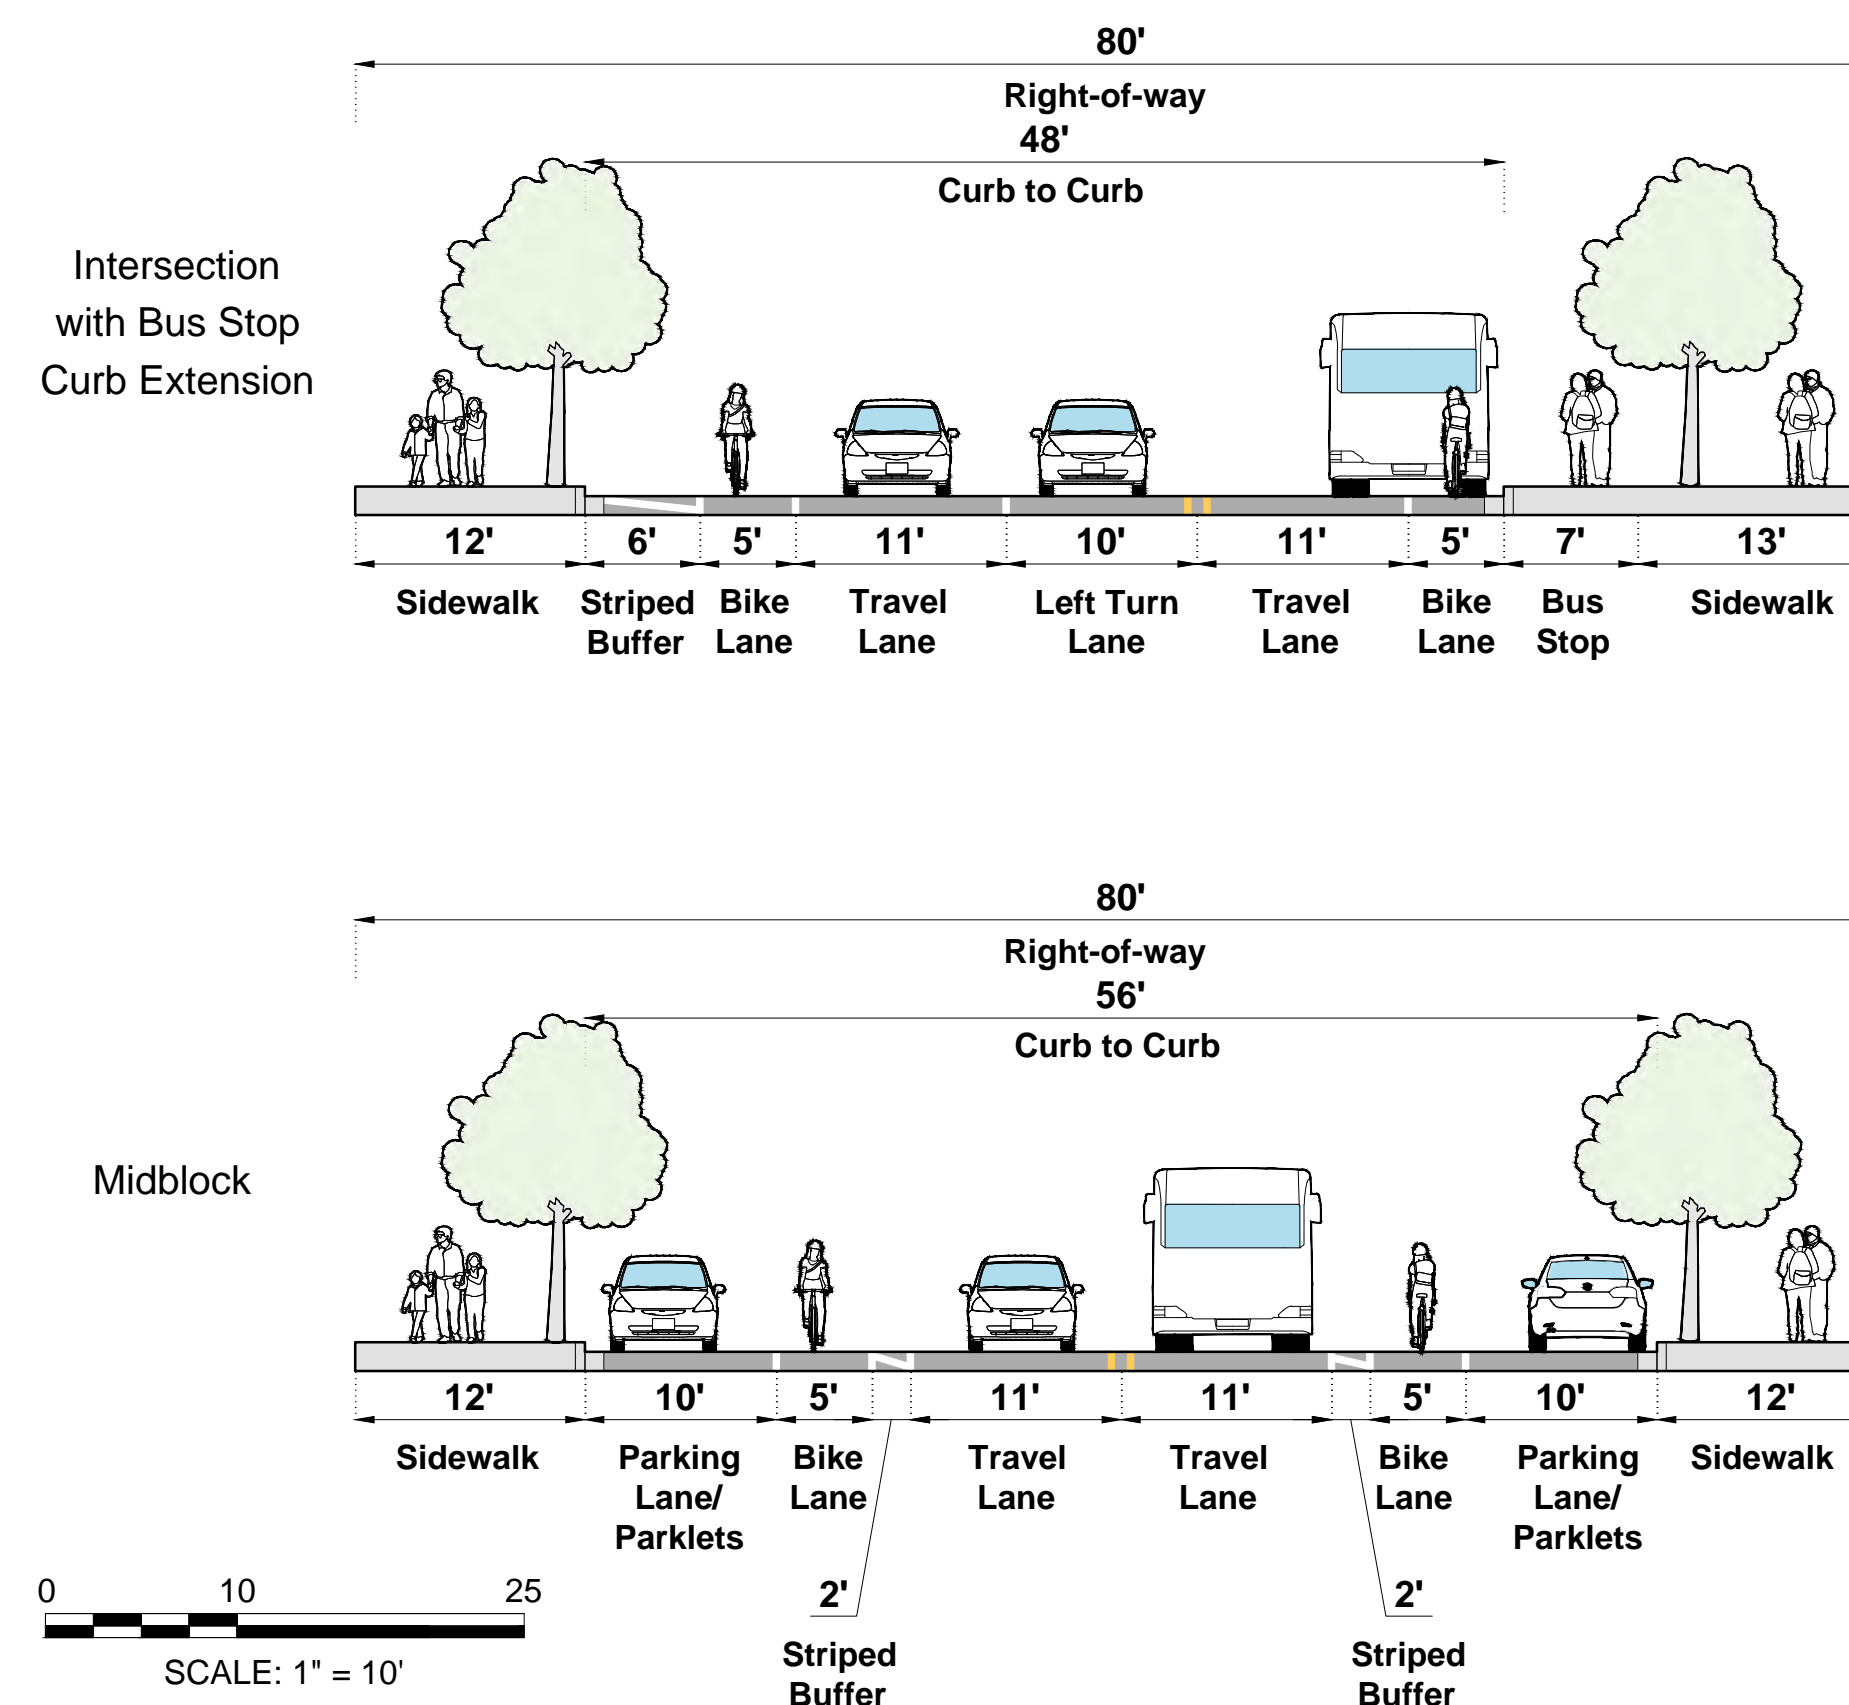 80'
Right-of-way
48'
Curb to Curb
Intersection
with Bus Stop
Curb Extension
12' 6' 5' 11' 10' 11' 5' 7' 13'
Sidewalk Striped Bike Travel Left Turn Travel Bike Bus Sidewalk
Buffer Lane Lane Lane Lane Lane Stop
80'
Right-of-way
56'
Curb to Curb
Midblock
12' 10' 5' 11' 11' 5' 10' 12'
Sidewalk Parking Bike Travel Travel Bike Parking Sidewalk
Lane/ Lane Lane Lane Lane Lane/
Parklets Parklets
0 10 25
2' 2'
SCALE: 1" = 10'
Striped Striped
Buffer Buffer